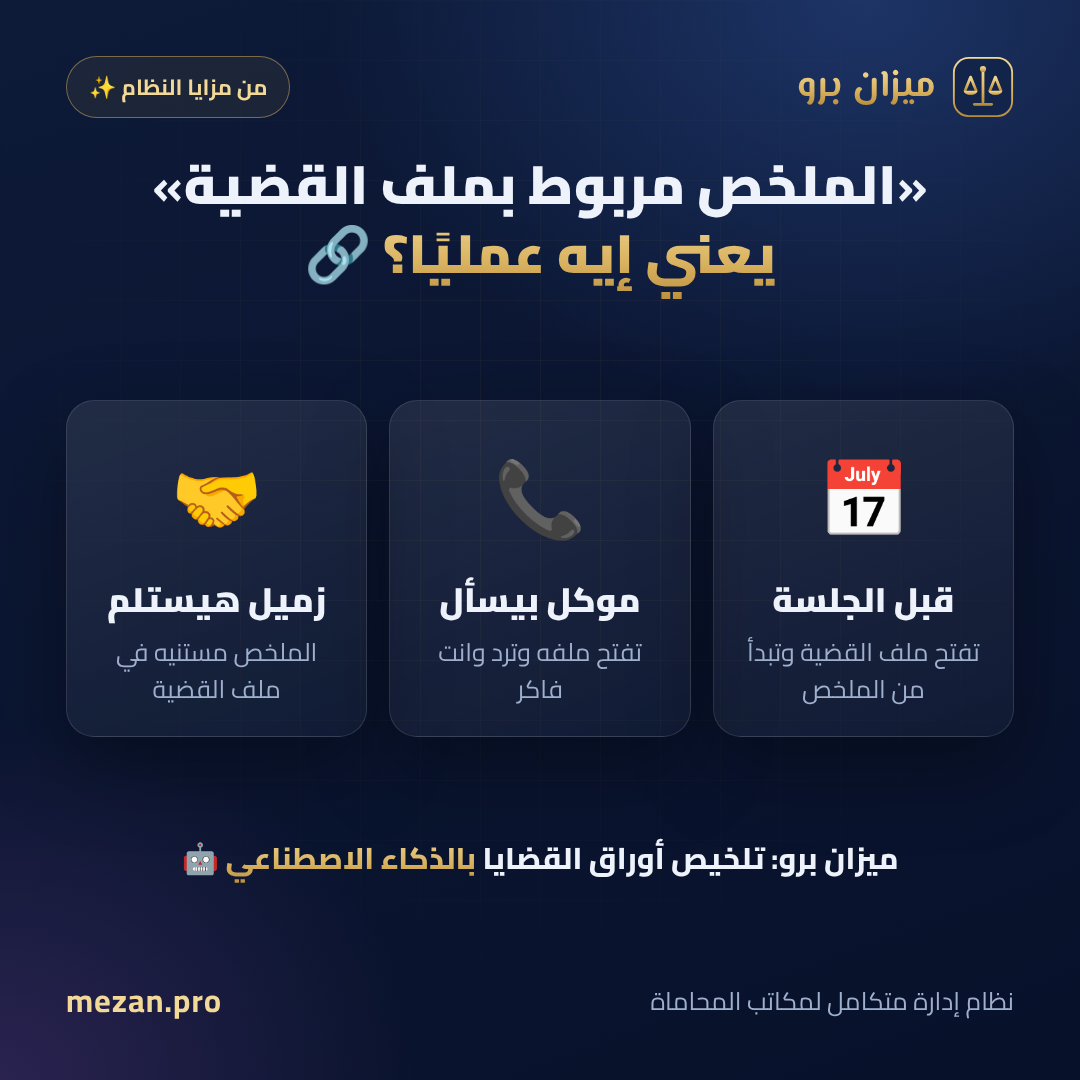 ميزان برو
من مزايا النظام ✨
«الملخص مربوط بملف القضية»
يعني إيه عمليًا؟ 🔗
July
17
قبل الجلسة
تفتح ملف القضية وتبدأ
من الملخص
موكل بيسأل
تفتح ملفه وترد وانت
فاكر
زميل هيستلم
الملخص مستنيه في
ملف القضية
ميزان برو: تلخيص أوراق القضايا بالذكاء الاصطناعي 🤖
نظام إدارة متكامل لمكاتب المحاماة
mezan.pro